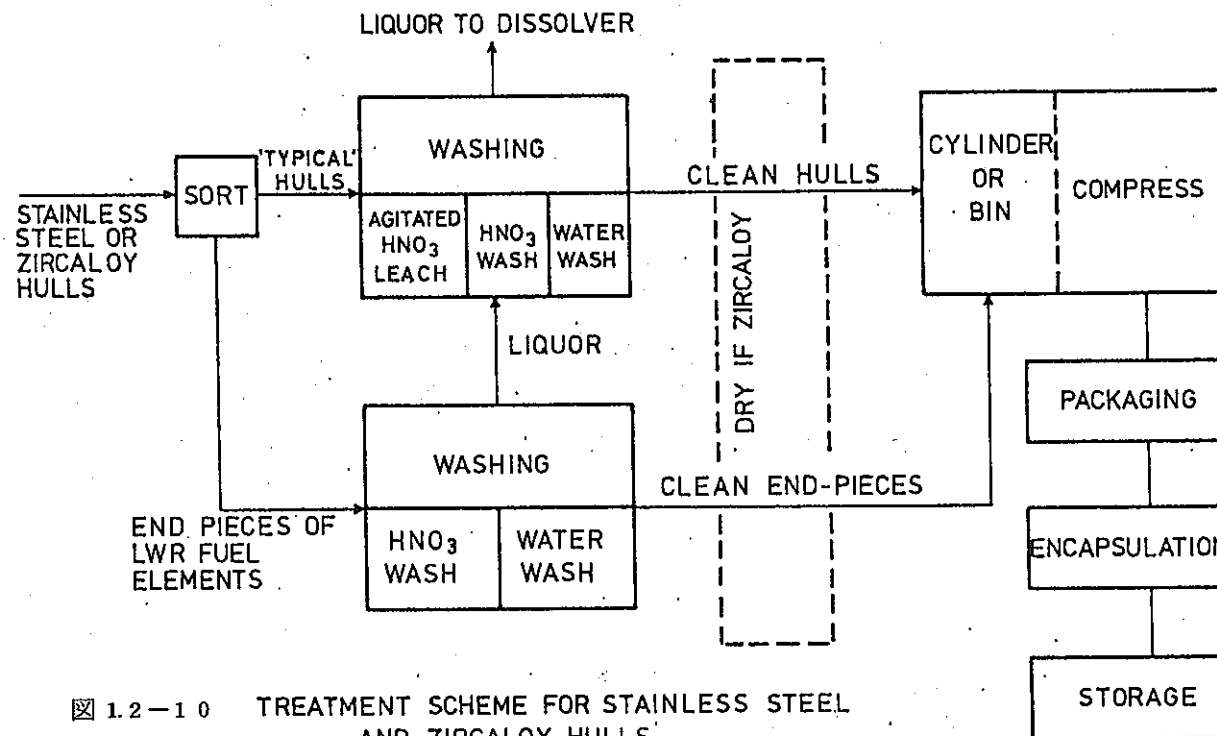 LIQUOR TO DISSOLVER
WASHING
'TYPICAL'
HULLS
SORT
CLEAN HULLS
CYLINDER
OR
BIN
COMPRESS
STAINLESS
STEEL OR
ZIRCALOY
HULLS
AGITATED
HNO3
LEACH
HNO3
WASH
WATER
WASH
DRY IF ZIRCALOY
LIQUOR
PACKAGING
WASHING
CLEAN END-PIECES
END PIECES OF
LWR FUEL
ELEMENTS
HNO3
WASH
WATER
WASH
ENCAPSULATION
STORAGE
図 1.2-10 TREATMENT SCHEME FOR STAINLESS STEEL
AND ZIRCALOY HULLS